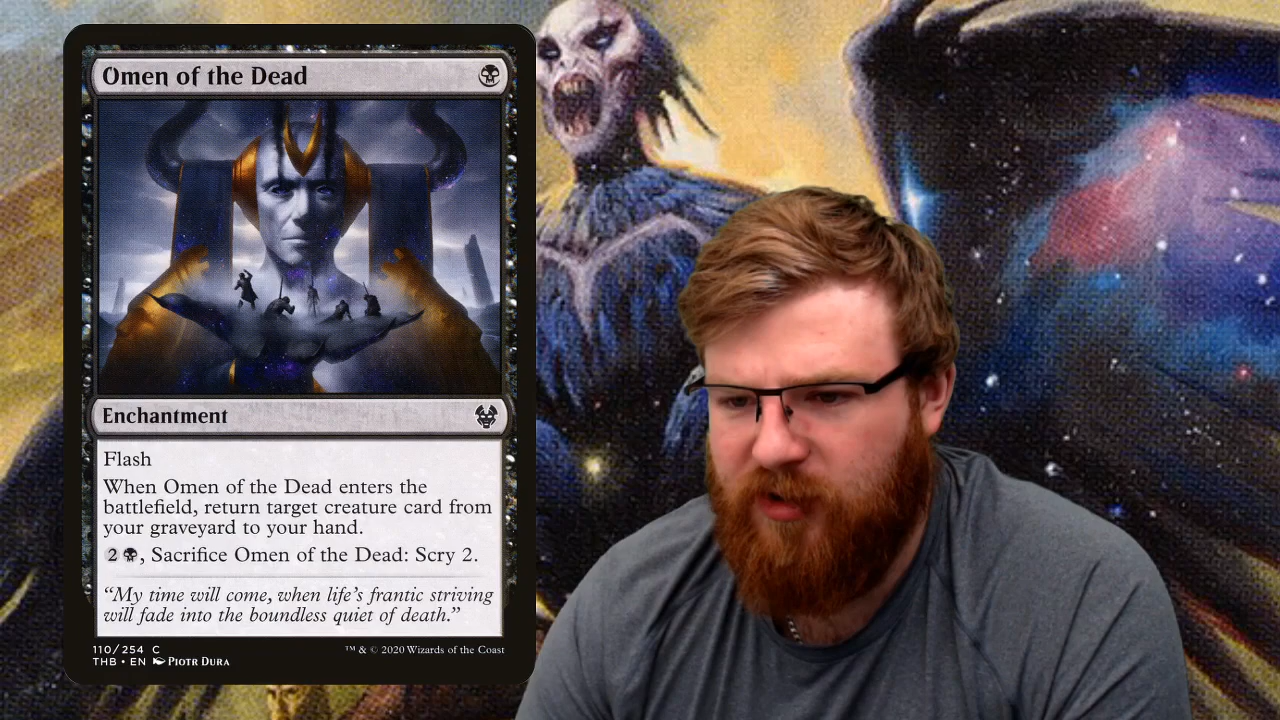 Omen of the Dead
Enchantment
Flash
When Omen of the Dead enters the
battlefield, return target creature card from
your graveyard to your hand.
2, Sacrifice Omen of the Dead: Scry 2.
“My time will come, when life’s frantic striving
will fade into the boundless quiet of death.”
110/254 C
THB • EN Piotr Dura
™ & © 2020 Wizards of the Coast